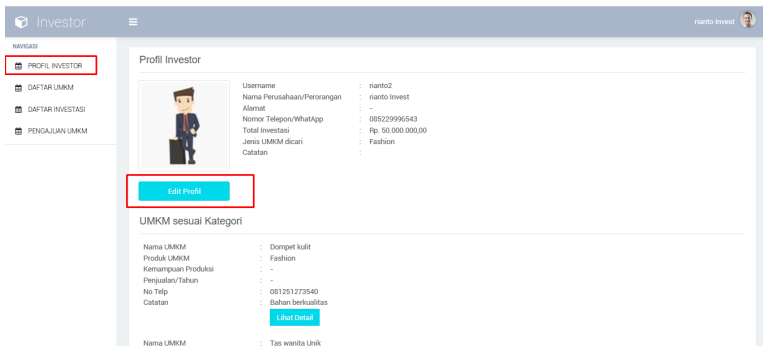 Investor
rianto Invest
NAVIGASI
PROFIL INVESTOR
DAFTAR UMKM
DAFTAR INVESTASI
PENGAJUAN UMKM
Profil Investor
Username : rianto2
Nama Perusahaan/Perorangan : rianto Invest
Alamat : -
Nomor Telepon/WhatApp : 085229996543
Total Investasi : Rp. 50.000.000,00
Jenis UMKM dicari : Fashion
Catatan :
Edit Profil
UMKM sesuai Kategori
Nama UMKM : Dompet kulit
Produk UMKM : Fashion
Kemampuan Produksi : -
Penjualan/Tahun : -
No Telp : 081251273540
Catatan : Bahan berkualitas
Lihat Detail
Nama UMKM : Tas wanita Unik